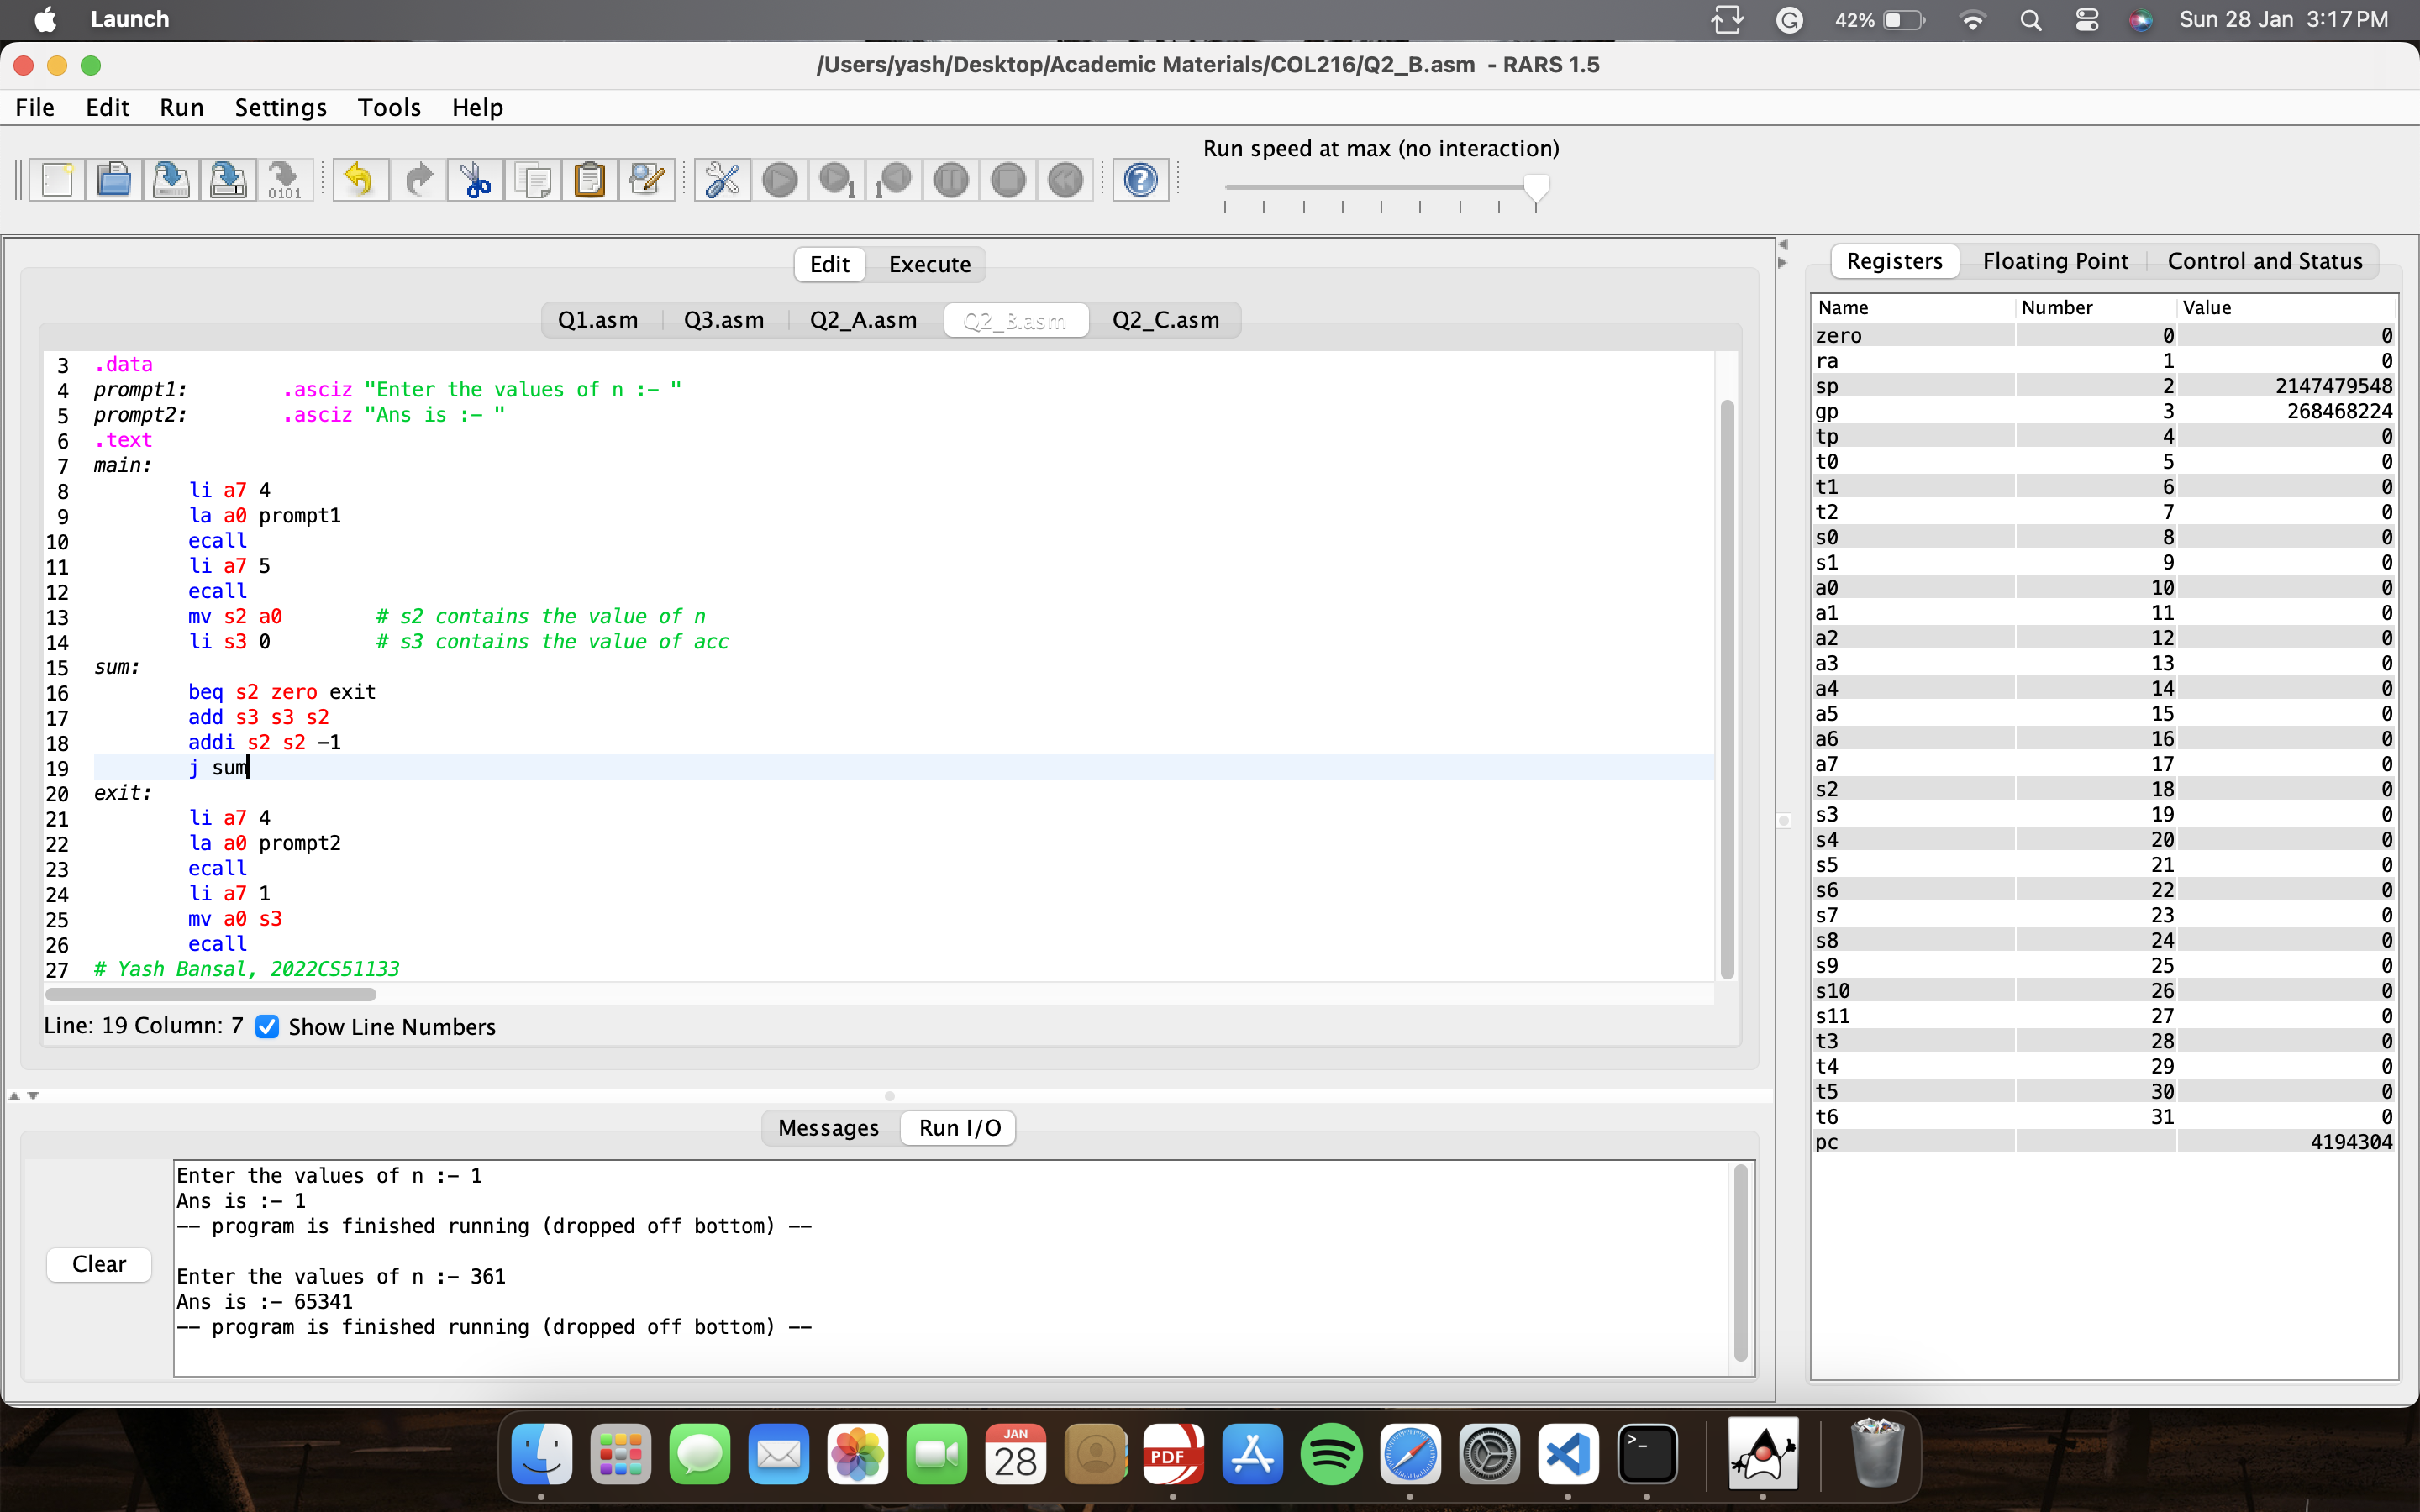 Launch
42%
Sun 28 Jan 3:17 PM
/Users/yash/Desktop/Academic Materials/COL216/Q2_B.asm - RARS 1.5
File Edit Run Settings Tools Help
Run speed at max (no interaction)
0101
1
1
Edit Execute
Q1.asm Q3.asm Q2_A.asm Q2_B.asm Q2_C.asm
3 .data
4 prompt1: .asciz "Enter the values of n :- "
5 prompt2: .asciz "Ans is :- "
6 .text
7 main:
8 li a7 4
9 la a0 prompt1
10 ecall
11 li a7 5
12 ecall
13 mv s2 a0 # s2 contains the value of n
14 li s3 0 # s3 contains the value of acc
15 sum:
16 beq s2 zero exit
17 add s3 s3 s2
18 addi s2 s2 -1
19 j sum
20 exit:
21 li a7 4
22 la a0 prompt2
23 ecall
24 li a7 1
25 mv a0 s3
26 ecall
27 # Yash Bansal, 2022CS51133
Line: 19 Column: 7 Show Line Numbers
Messages Run I/O
Clear
Enter the values of n :- 1
Ans is :- 1
-- program is finished running (dropped off bottom) --
Enter the values of n :- 361
Ans is :- 65341
-- program is finished running (dropped off bottom) --
Registers Floating Point Control and Status
Name Number Value
zero 0 0
ra 1 0
sp 2 2147479548
gp 3 268468224
tp 4 0
t0 5 0
t1 6 0
t2 7 0
s0 8 0
s1 9 0
a0 10 0
a1 11 0
a2 12 0
a3 13 0
a4 14 0
a5 15 0
a6 16 0
a7 17 0
s2 18 0
s3 19 0
s4 20 0
s5 21 0
s6 22 0
s7 23 0
s8 24 0
s9 25 0
s10 26 0
s11 27 0
t3 28 0
t4 29 0
t5 30 0
t6 31 0
pc 4194304
JAN
28
PDF